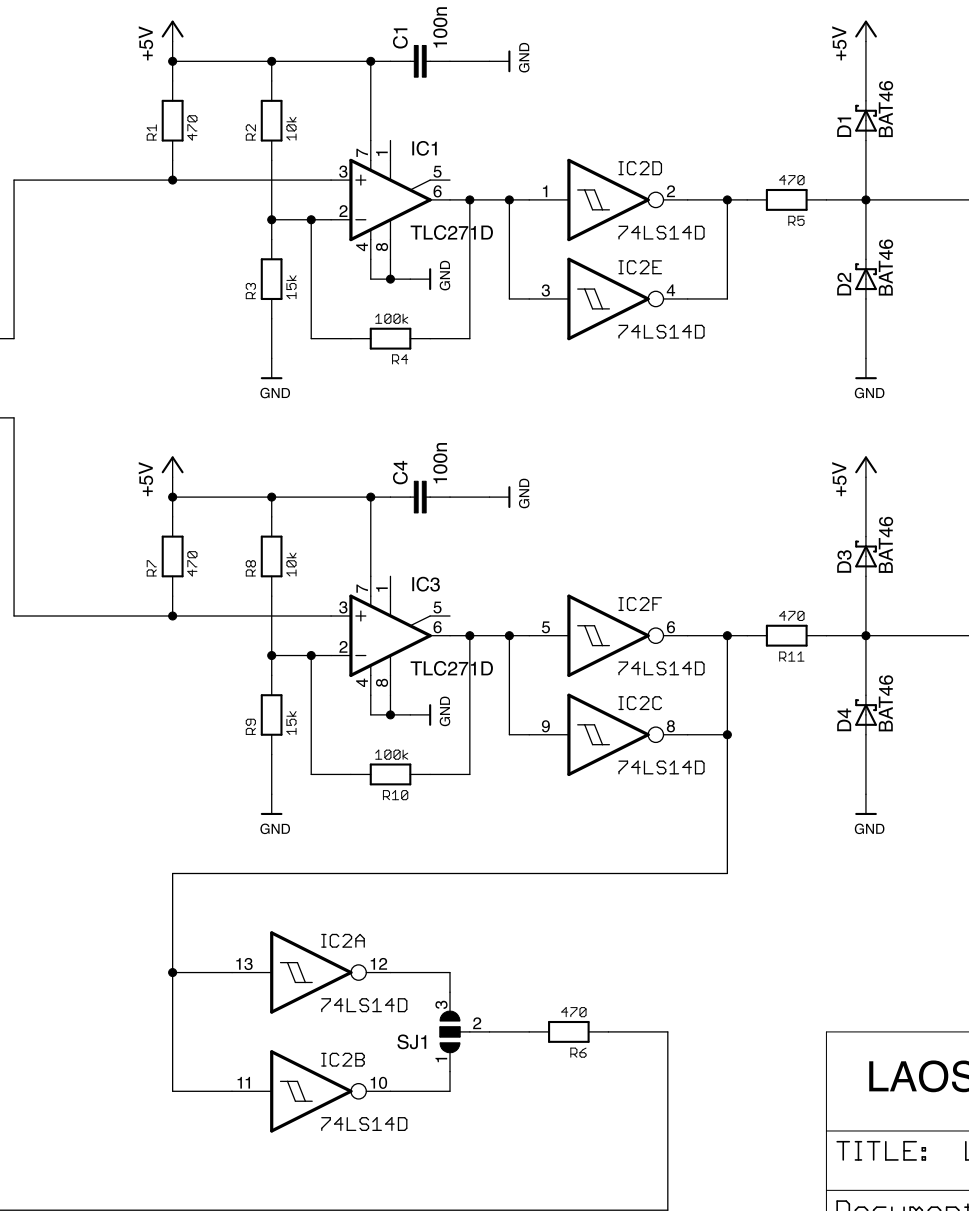 +5V
C1
100n
GND
+5V
R1
470
R2
10k
D1
BAT46
7
1
IC1
3
+
5
6
2
−
4
8
TLC271D
GND
R3
15k
100k
R4
GND
IC2D
1
2
74LS14D
IC2E
3
4
74LS14D
470
R5
D2
BAT46
GND
+5V
C4
100n
GND
+5V
R7
470
R8
10k
D3
BAT46
7
1
IC3
3
+
5
6
2
−
4
8
TLC271D
GND
R9
15k
100k
R10
GND
IC2F
5
6
74LS14D
IC2C
9
8
74LS14D
470
R11
D4
BAT46
GND
IC2A
13
12
74LS14D
3
SJ1
2
1
470
R6
IC2B
11
10
74LS14D
LAOS
TITLE: L